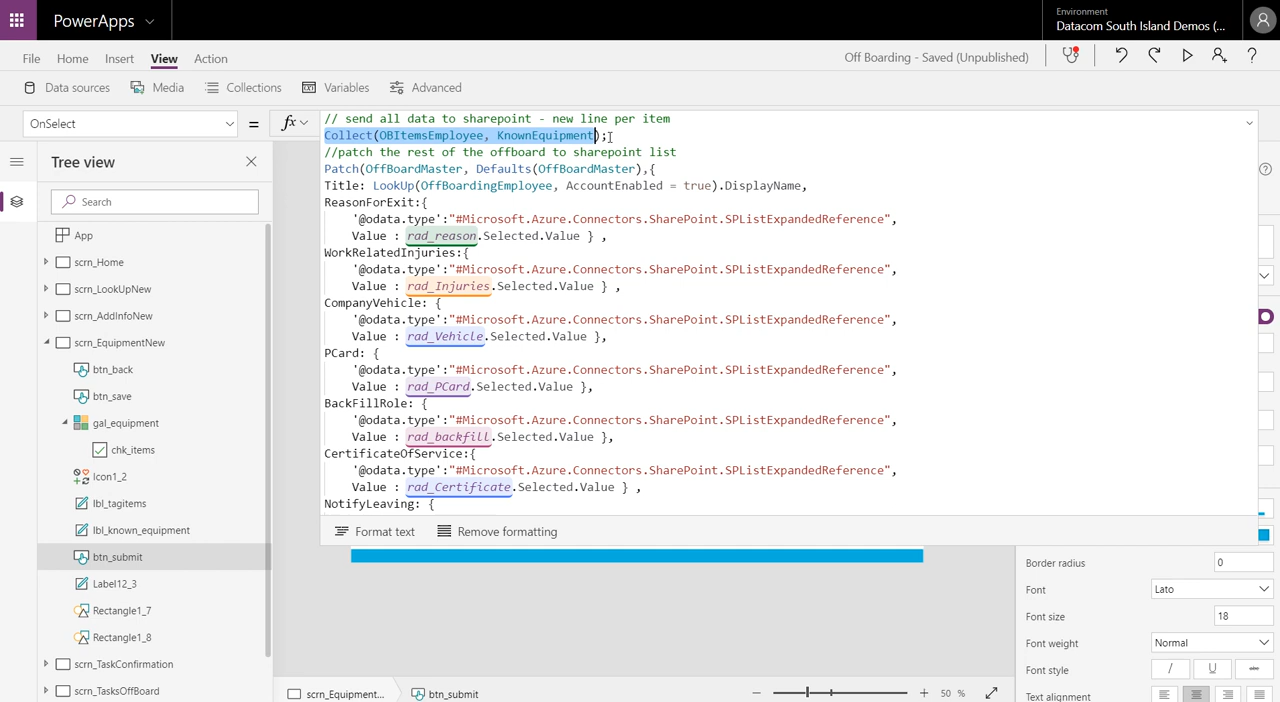 PowerApps
Environment
Datacom South Island Demos (...
File
Home
Insert
View
Action
Off Boarding - Saved (Unpublished)
Data sources
Media
Collections
Variables
Advanced
OnSelect
=
fx
// send all data to sharepoint - new line per item
Collect(OBItemsEmployee, KnownEquipment);
//patch the rest of the offboard to sharepoint list
Patch(OffBoardMaster, Defaults(OffBoardMaster),{
Title: LookUp(OffBoardingEmployee, AccountEnabled = true).DisplayName,
ReasonForExit:{
'@odata.type':"#Microsoft.Azure.Connectors.SharePoint.SPListExpandedReference",
Value : rad_reason.Selected.Value } ,
WorkRelatedInjuries:{
'@odata.type':"#Microsoft.Azure.Connectors.SharePoint.SPListExpandedReference",
Value : rad_Injuries.Selected.Value } ,
CompanyVehicle: {
'@odata.type':"#Microsoft.Azure.Connectors.SharePoint.SPListExpandedReference",
Value : rad_Vehicle.Selected.Value },
PCard: {
'@odata.type':"#Microsoft.Azure.Connectors.SharePoint.SPListExpandedReference",
Value : rad_PCard.Selected.Value },
BackFillRole: {
'@odata.type':"#Microsoft.Azure.Connectors.SharePoint.SPListExpandedReference",
Value : rad_backfill.Selected.Value },
CertificateOfService:{
'@odata.type':"#Microsoft.Azure.Connectors.SharePoint.SPListExpandedReference",
Value : rad_Certificate.Selected.Value } ,
NotifyLeaving: {
Format text
Remove formatting
Tree view
Search
App
scrn_Home
scrn_LookUpNew
scrn_AddInfoNew
scrn_EquipmentNew
btn_back
btn_save
gal_equipment
chk_items
Icon1_2
lbl_tagitems
lbl_known_equipment
btn_submit
Label12_3
Rectangle1_7
Rectangle1_8
scrn_TaskConfirmation
scrn_TasksOffBoard
Border radius
0
Font
Lato
Font size
18
Font weight
Normal
Font style
/
U
abc
Text alignment
scrn_Equipment...
btn_submit
50 %